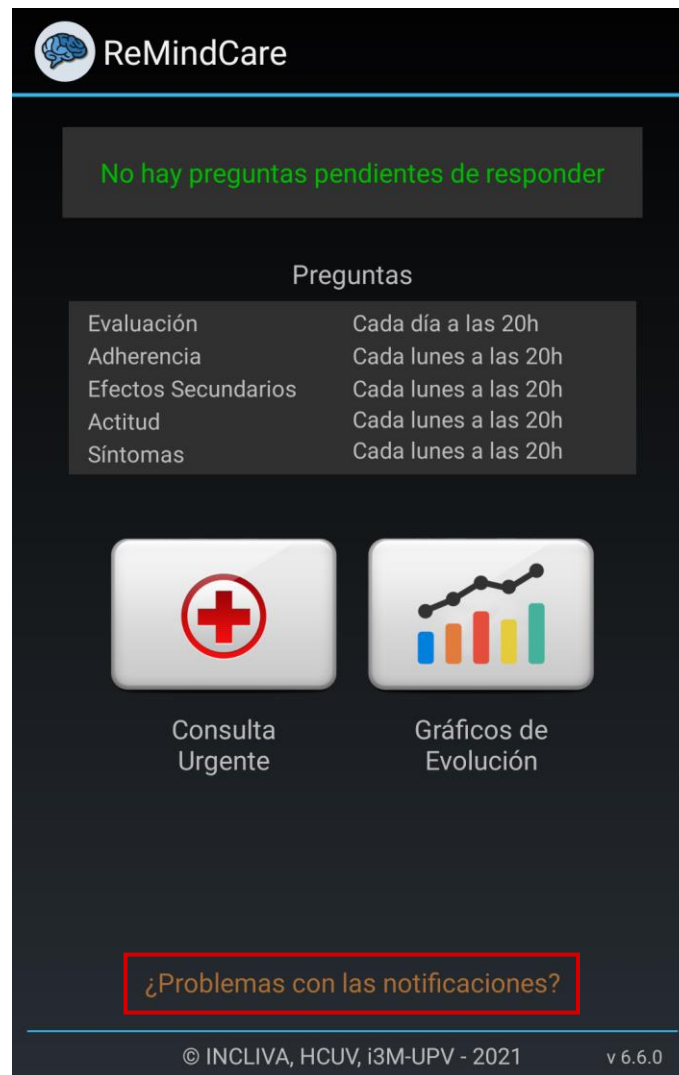 ReMindCare
No hay preguntas pendientes de responder
Preguntas
Evaluación Cada día a las 20h
Adherencia Cada lunes a las 20h
Efectos Secundarios Cada lunes a las 20h
Actitud Cada lunes a las 20h
Síntomas Cada lunes a las 20h
Consulta
Urgente
Gráficos de
Evolución
¿Problemas con las notificaciones?
© INCLIVA, HCUV, i3M-UPV - 2021 v 6.6.0